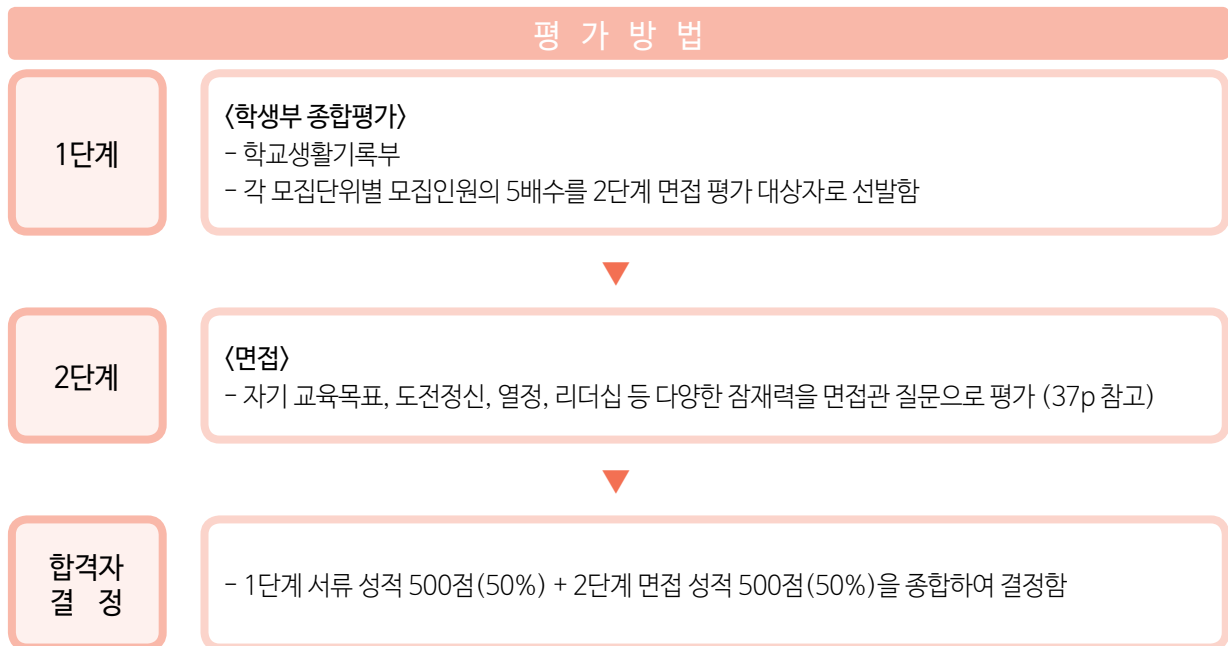 평 가 방 법
1단계
〈학생부 종합평가〉
- 학교생활기록부
- 각 모집단위별 모집인원의 5배수를 2단계 면접 평가 대상자로 선발함
2단계
〈면접〉
- 자기 교육목표, 도전정신, 열정, 리더십 등 다양한 잠재력을 면접관 질문으로 평가 (37p 참고)
합격자
결 정
- 1단계 서류 성적 500점(50%) + 2단계 면접 성적 500점(50%)을 종합하여 결정함